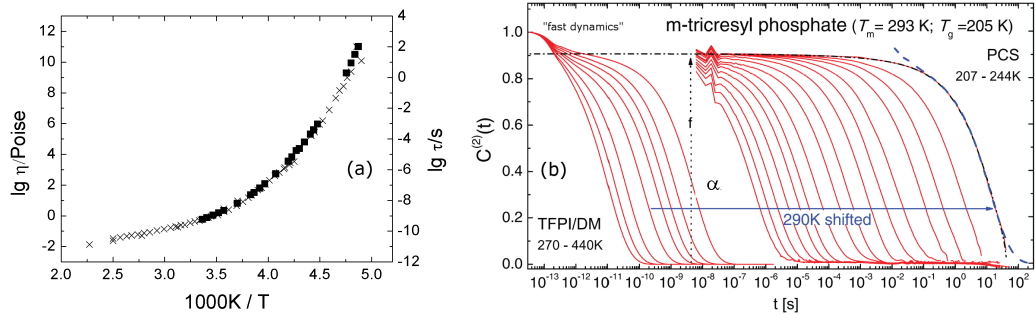 12
10
8
6
4
2
0
-2
lg η/Poise
2
0
-2
-4
-6
-8
-10
-12
lg τ/s
(a)
2.0 2.5 3.0 3.5 4.0 4.5 5.0
1000K / T
"fast dynamics"
m-tricresyl phosphate (Tm= 293 K; Tg=205 K)
PCS
207 - 244K
1.0
0.8
0.6
0.4
0.2
0.0
C(2)(t)
f
(b)
α
290K shifted
TFPI/DM
270 - 440K
10-13 10-12 10-11 10-10 10-9 10-8 10-8 10-7 10-6 10-5 10-4 10-3 10-2 10-1 100 101 102
t [s]